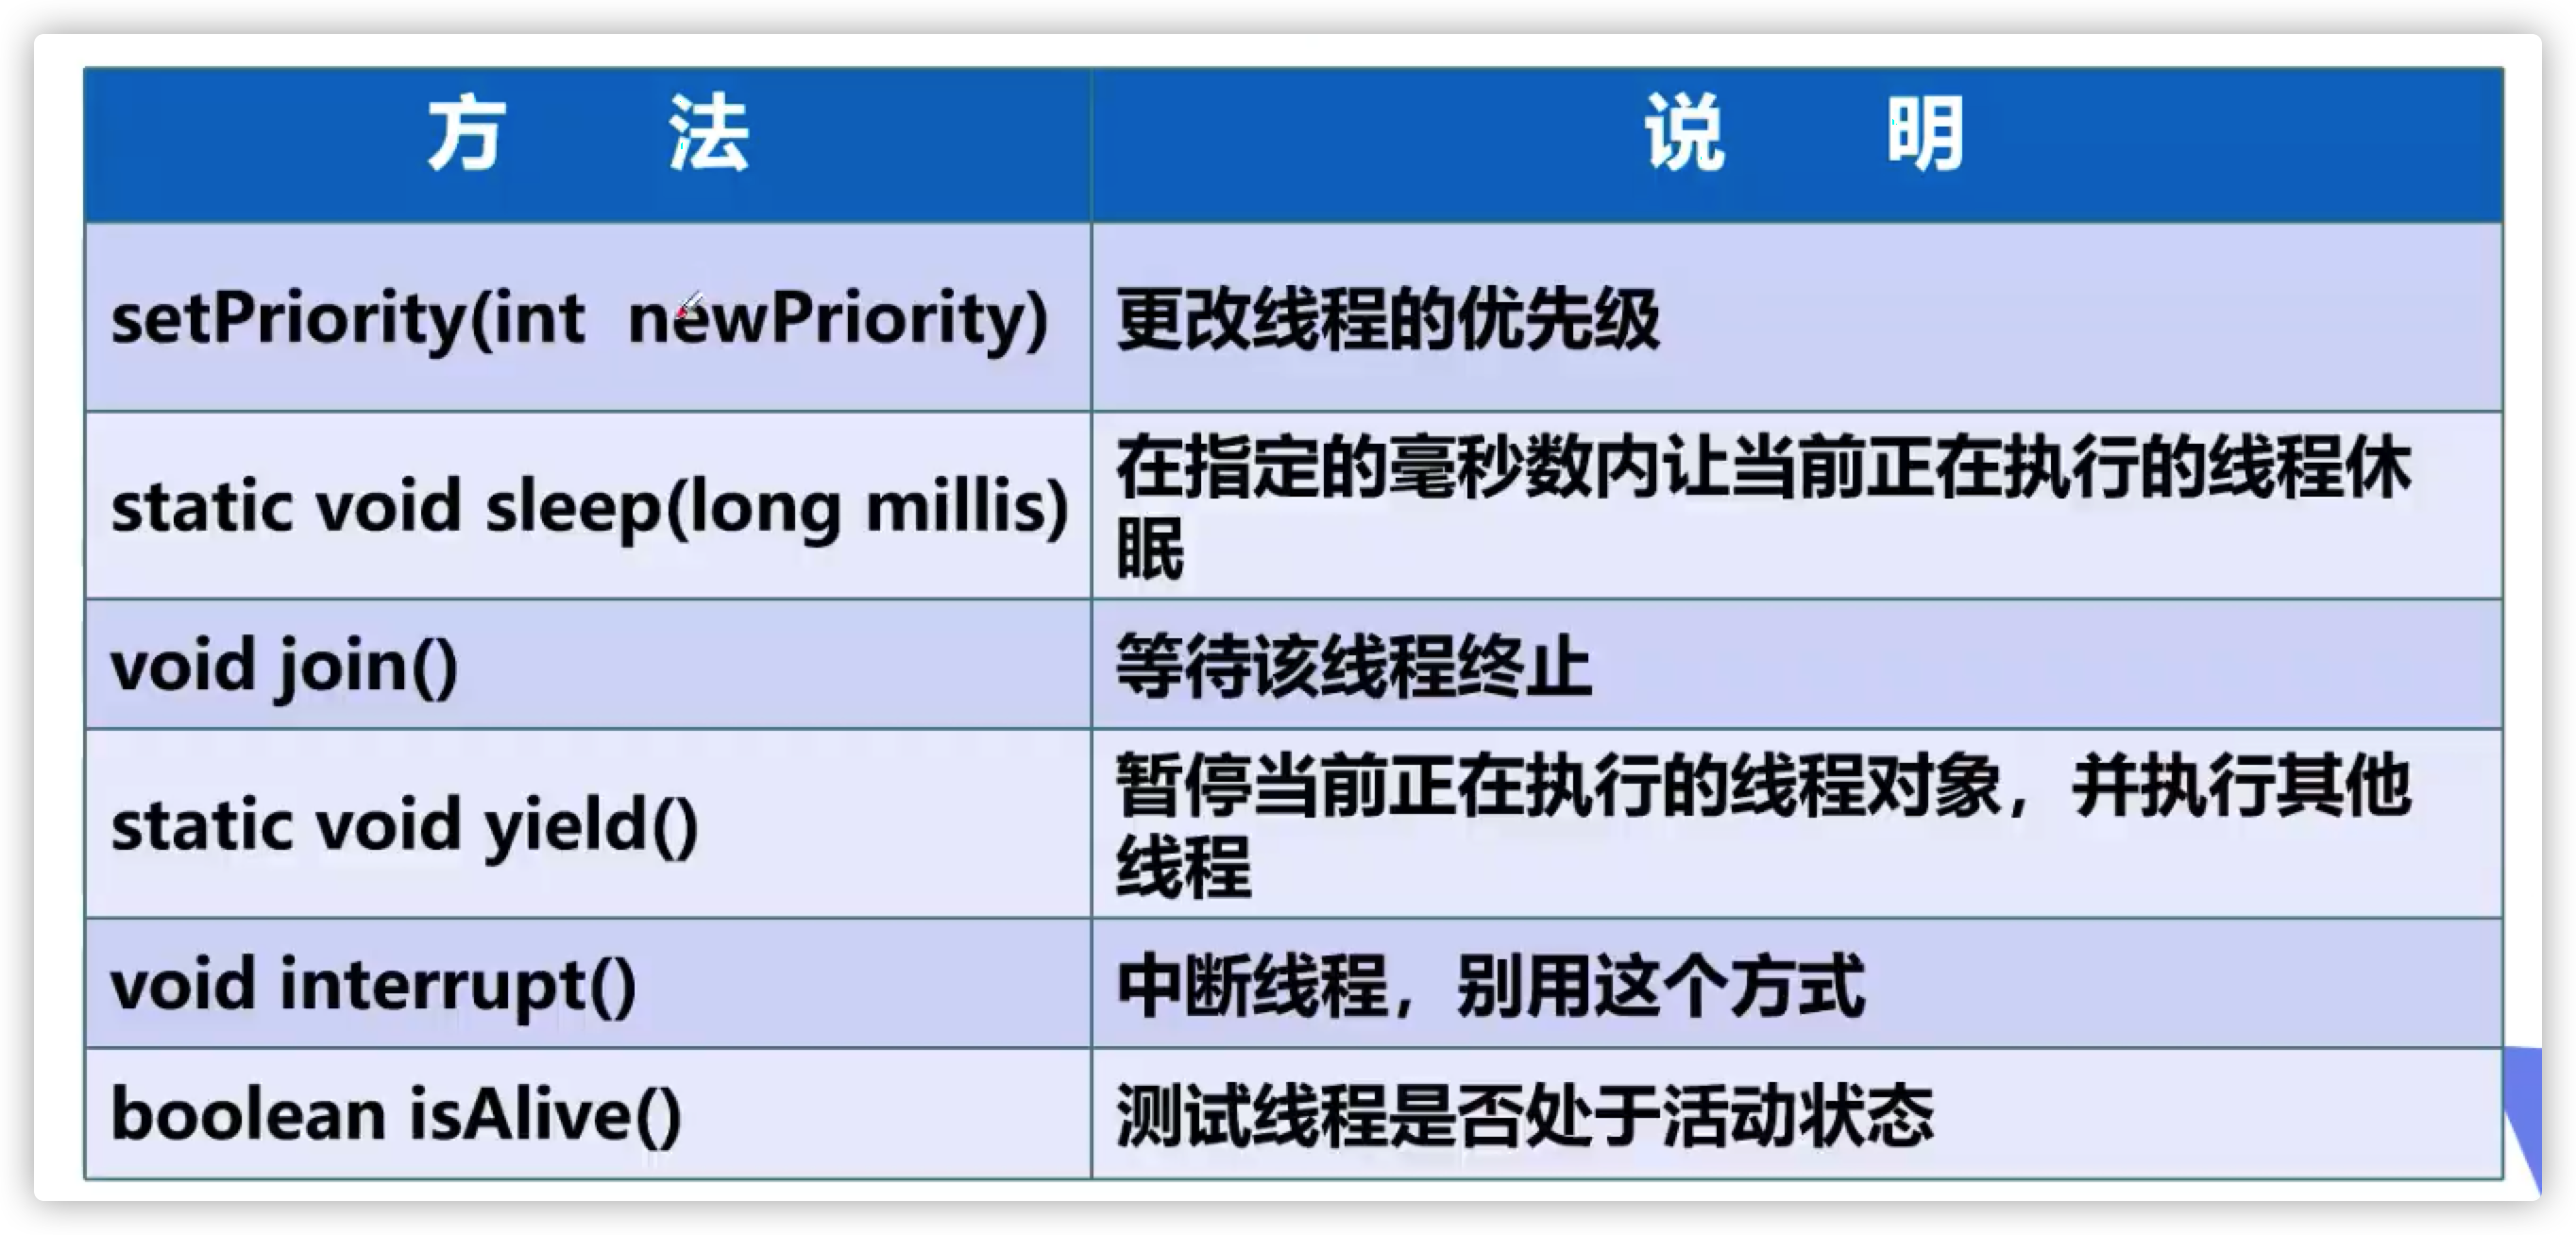 方 法
说 明
setPriority(int newPriority)
更改线程的优先级
static void sleep(long millis)
在指定的毫秒数内让当前正在执行的线程休
眠
void join()
等待该线程终止
static void yield()
暂停当前正在执行的线程对象，并执行其他
线程
void interrupt()
中断线程，别用这个方式
boolean isAlive()
测试线程是否处于活动状态